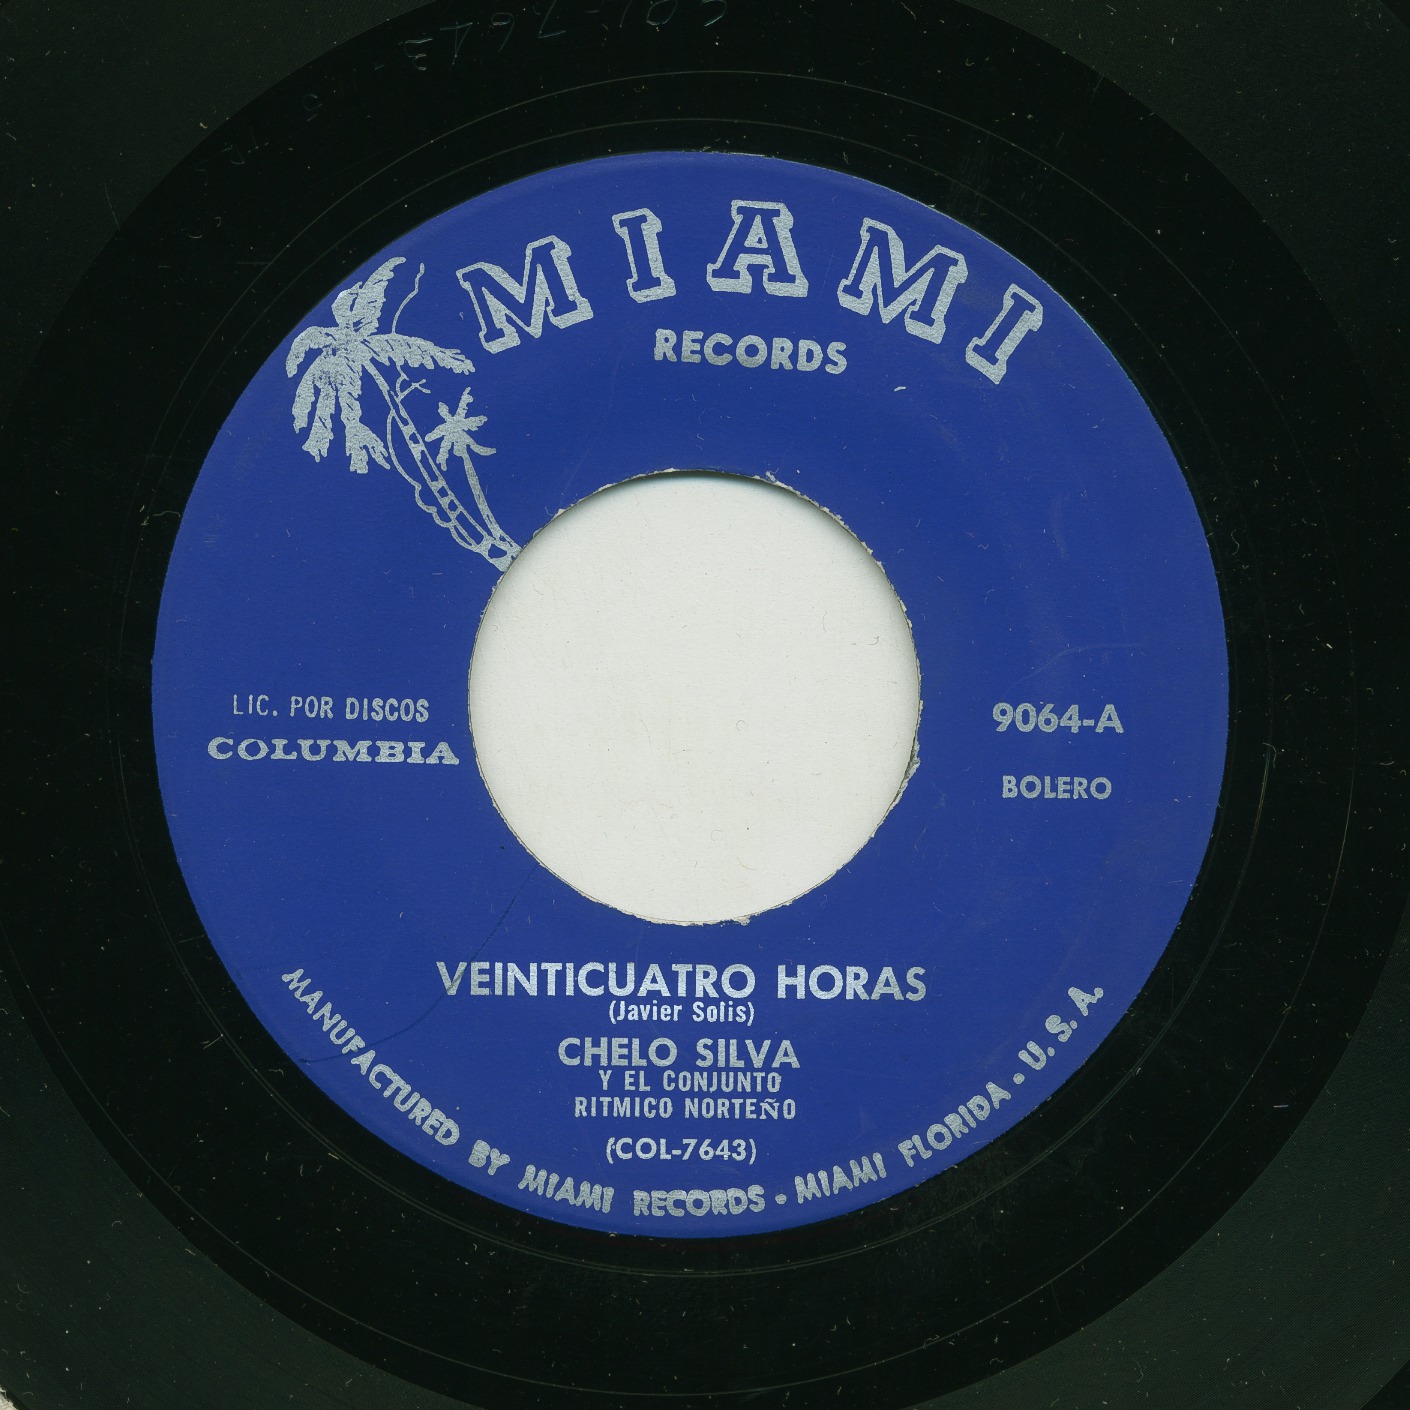 MIAMI
RECORDS
LIC. POR DISCOS
COLUMBIA
9064-A
BOLERO
VEINTICUATRO HORAS
(Javier Solis)
CHELO SILVA
Y EL CONJUNTO
RITMICO NORTEÑO
(COL-7643)
MANUFACTURED BY MIAMI RECORDS • MIAMI FLORIDA • U. S. A.